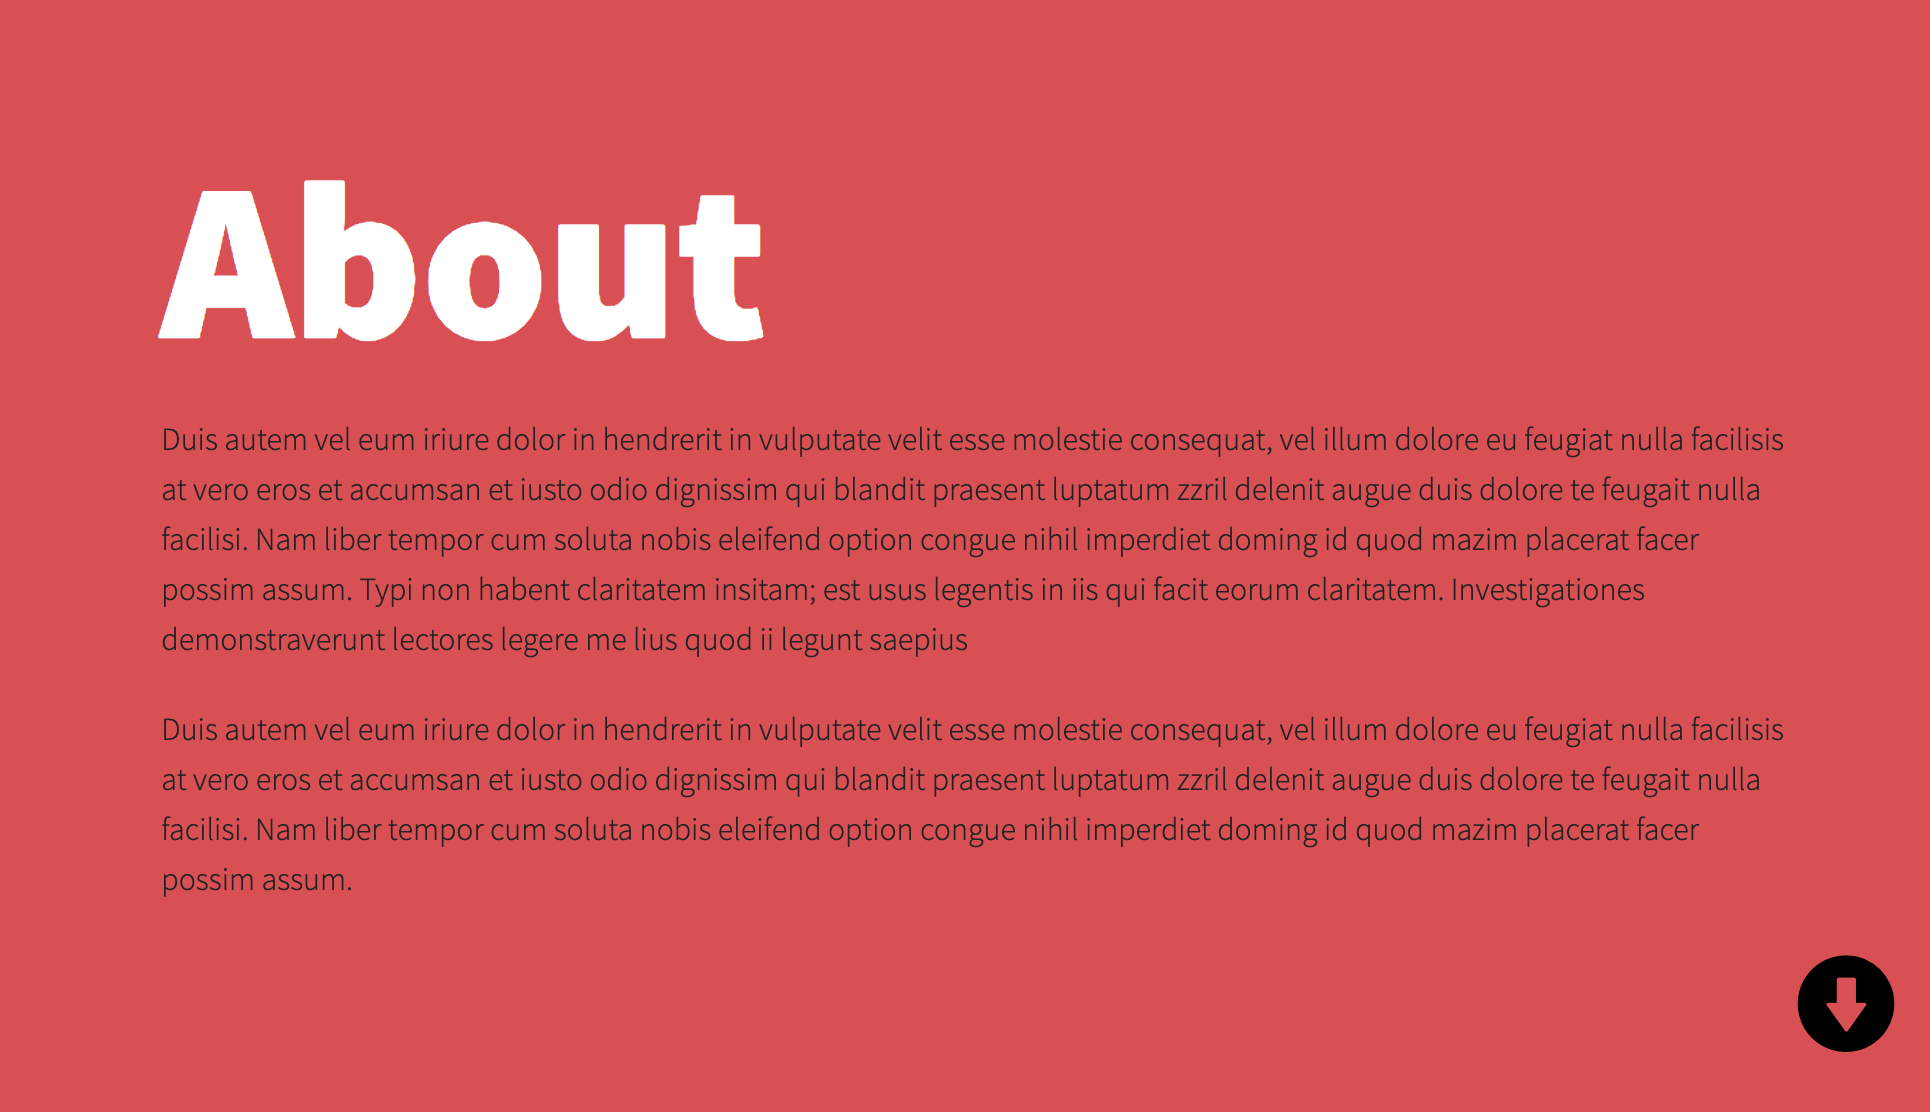 About
Duis autem vel eum iriure dolor in hendrerit in vulputate velit esse molestie consequat, vel illum dolore eu feugiat nulla facilisis
at vero eros et accumsan et iusto odio dignissim qui blandit praesent luptatum zzril delenit augue duis dolore te feugait nulla
facilisi. Nam liber tempor cum soluta nobis eleifend option congue nihil imperdiet doming id quod mazim placerat facer
possim assum. Typi non habent claritatem insitam; est usus legentis in iis qui facit eorum claritatem. Investigationes
demonstraverunt lectores legere me lius quod ii legunt saepius
Duis autem vel eum iriure dolor in hendrerit in vulputate velit esse molestie consequat, vel illum dolore eu feugiat nulla facilisis
at vero eros et accumsan et iusto odio dignissim qui blandit praesent luptatum zzril delenit augue duis dolore te feugait nulla
facilisi. Nam liber tempor cum soluta nobis eleifend option congue nihil imperdiet doming id quod mazim placerat facer
possim assum.